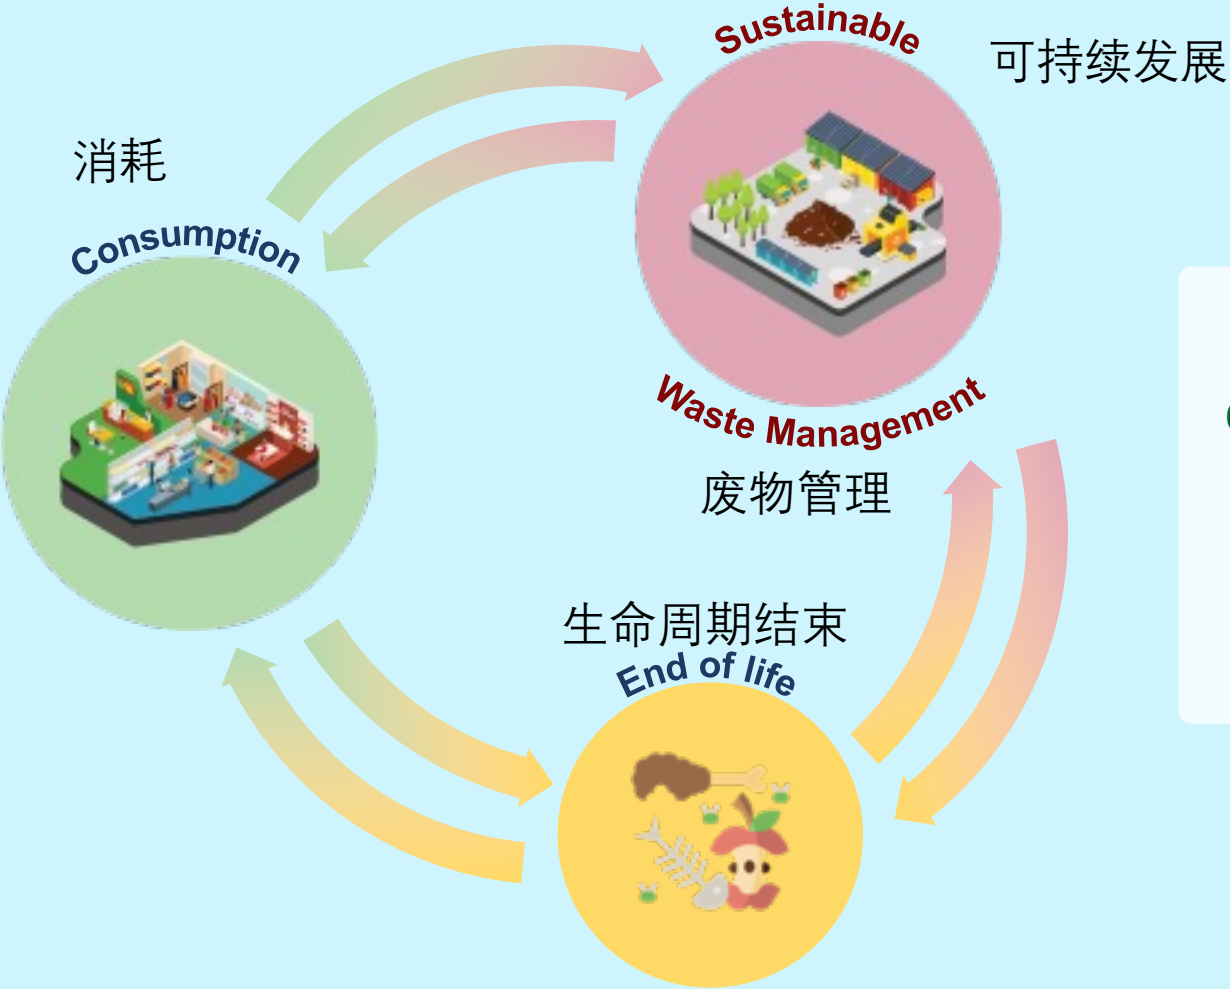 Sustainable
可持续发展
消耗
Consumption
Waste Management
废物管理
生命周期结束
End of life